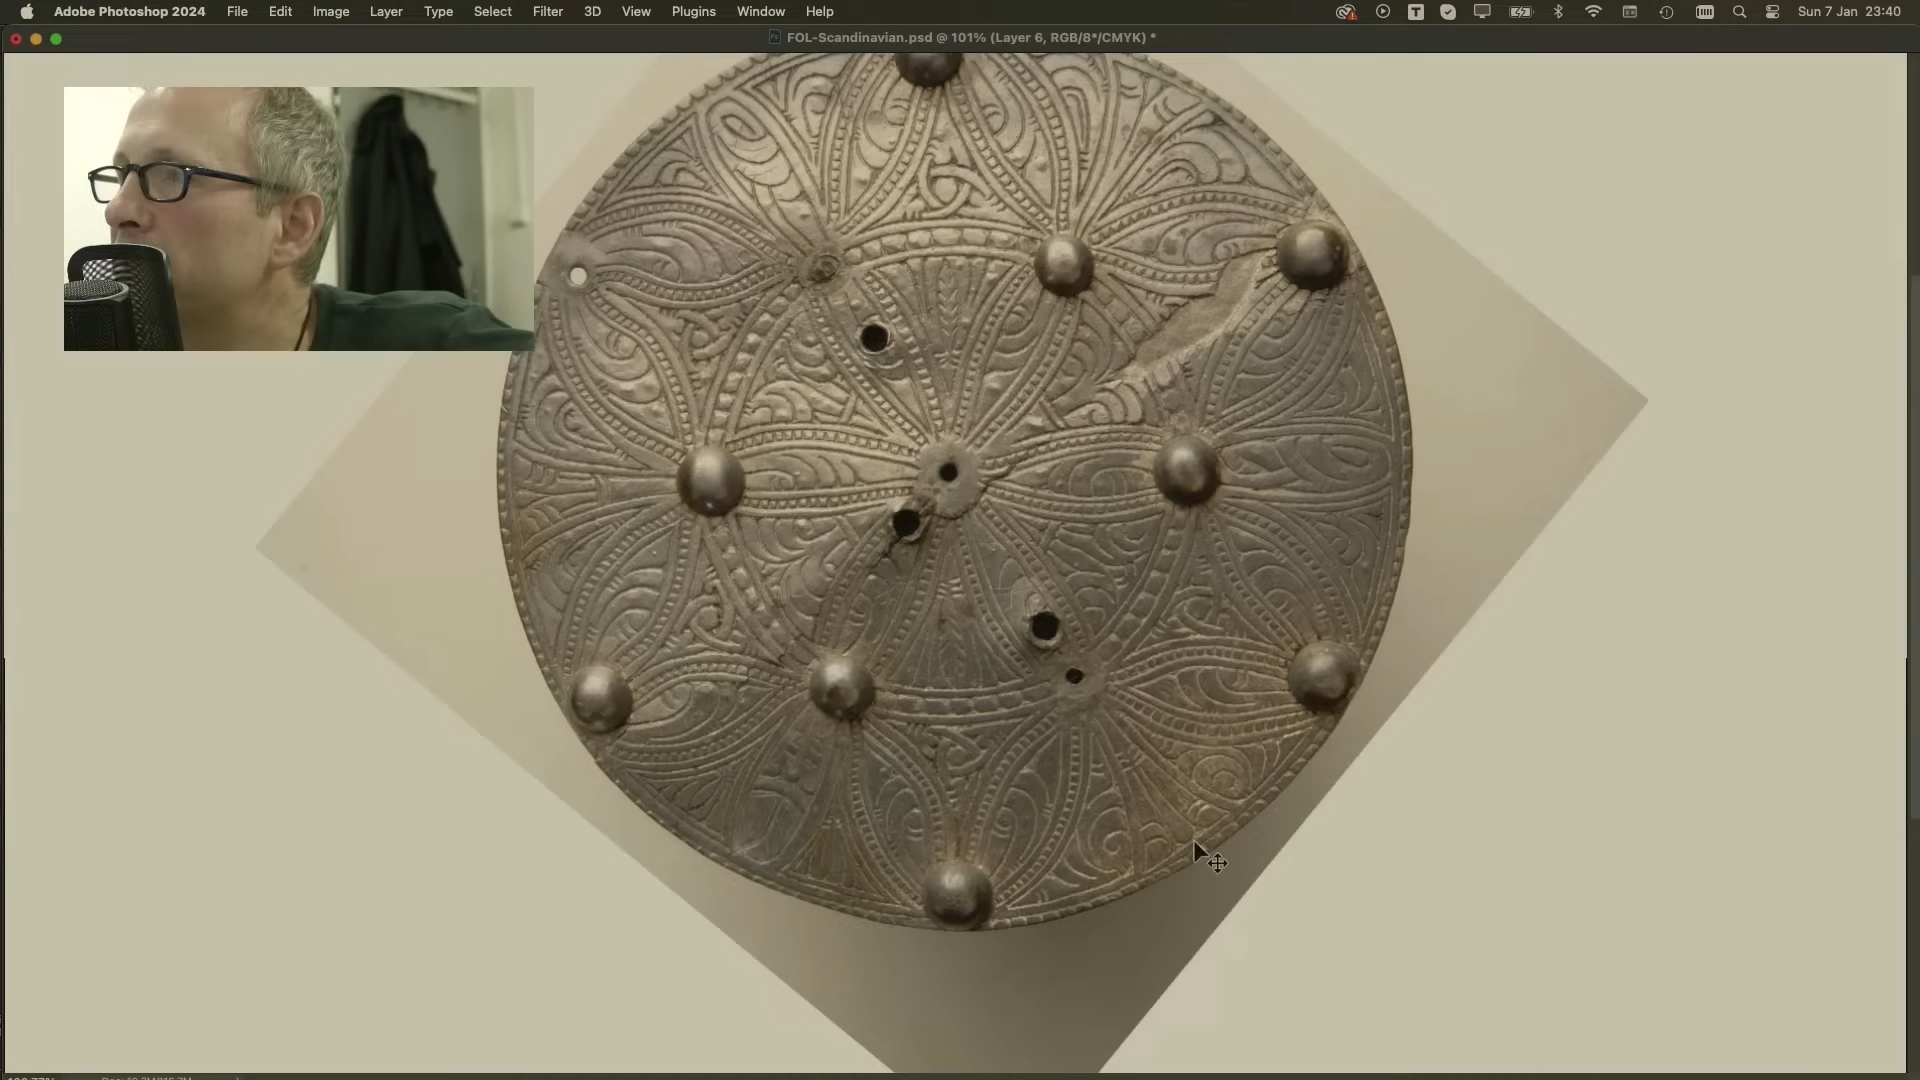 Adobe Photoshop 2024 File Edit Image Layer Type Select Filter 3D View Plugins Window Help Sun 7 Jan 23:40
FOL-Scandinavian.psd @ 101% (Layer 6, RGB/8*/CMYK) *